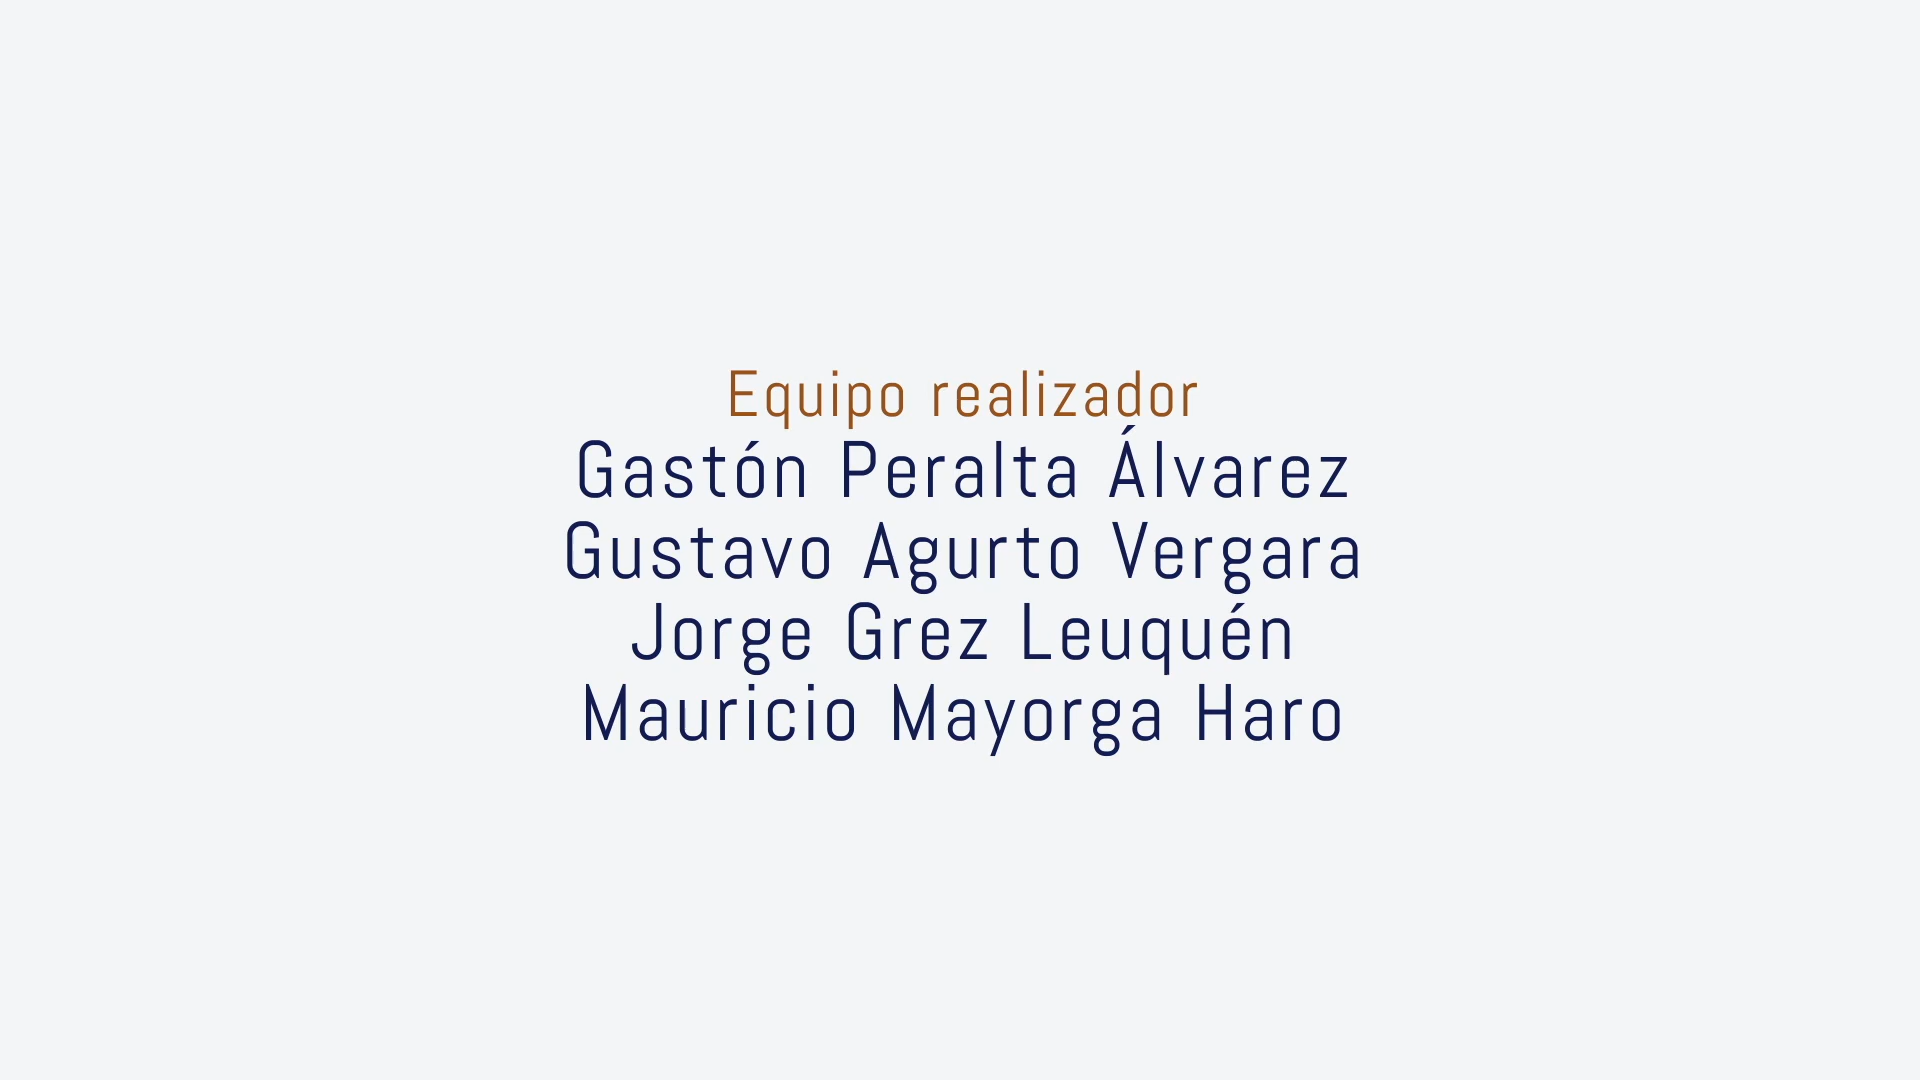 Equipo realizador
Gastón Peralta Álvarez
Gustavo Agurto Vergara
Jorge Grez Leuquén
Mauricio Mayorga Haro